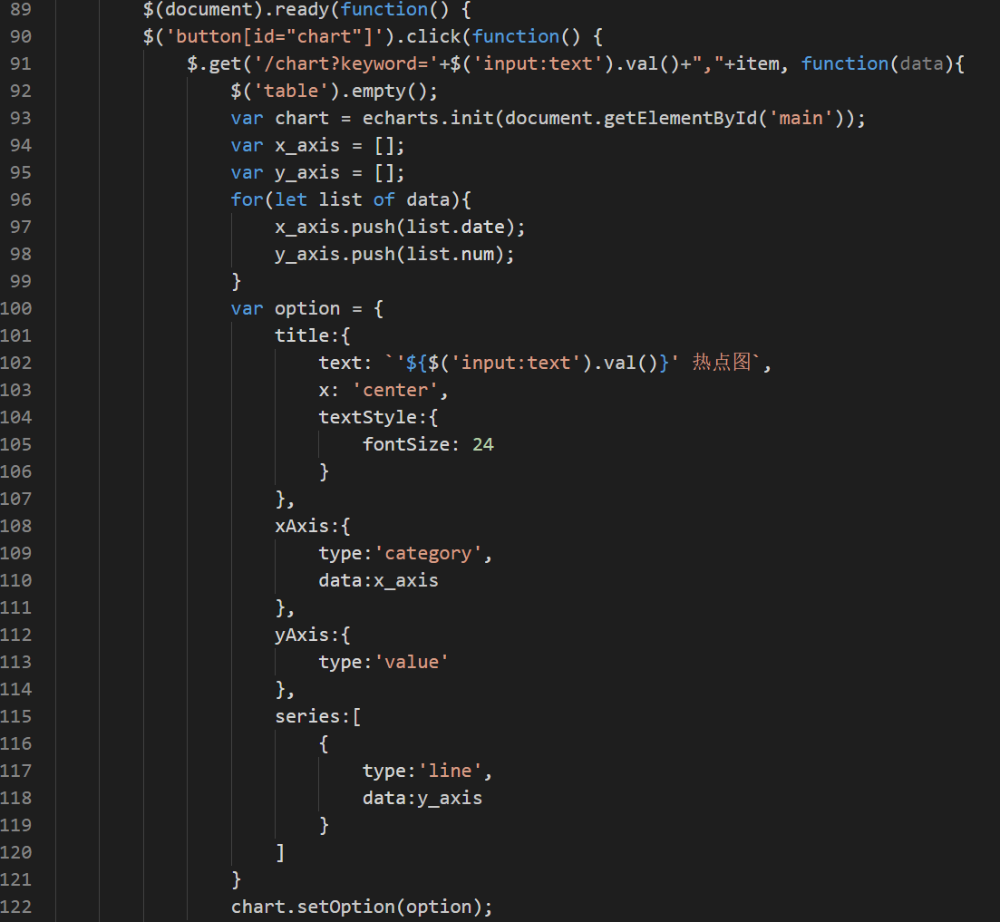 89 $(document).ready(function() {
90 $('button[id="chart"]').click(function() {
91 $.get('/chart?keyword='+$('input:text').val()+","+item, function(data){
92 $('table').empty();
93 var chart = echarts.init(document.getElementById('main'));
94 var x_axis = [];
95 var y_axis = [];
96 for(let list of data){
97 x_axis.push(list.date);
98 y_axis.push(list.num);
99 }
100 var option = {
101 title:{
102 text: `'${$('input:text').val()}' 热点图`,
103 x: 'center',
104 textStyle:{
105 fontSize: 24
106 }
107 },
108 xAxis:{
109 type:'category',
110 data:x_axis
111 },
112 yAxis:{
113 type:'value'
114 },
115 series:[
116 {
117 type:'line',
118 data:y_axis
119 }
120 ]
121 }
122 chart.setOption(option);